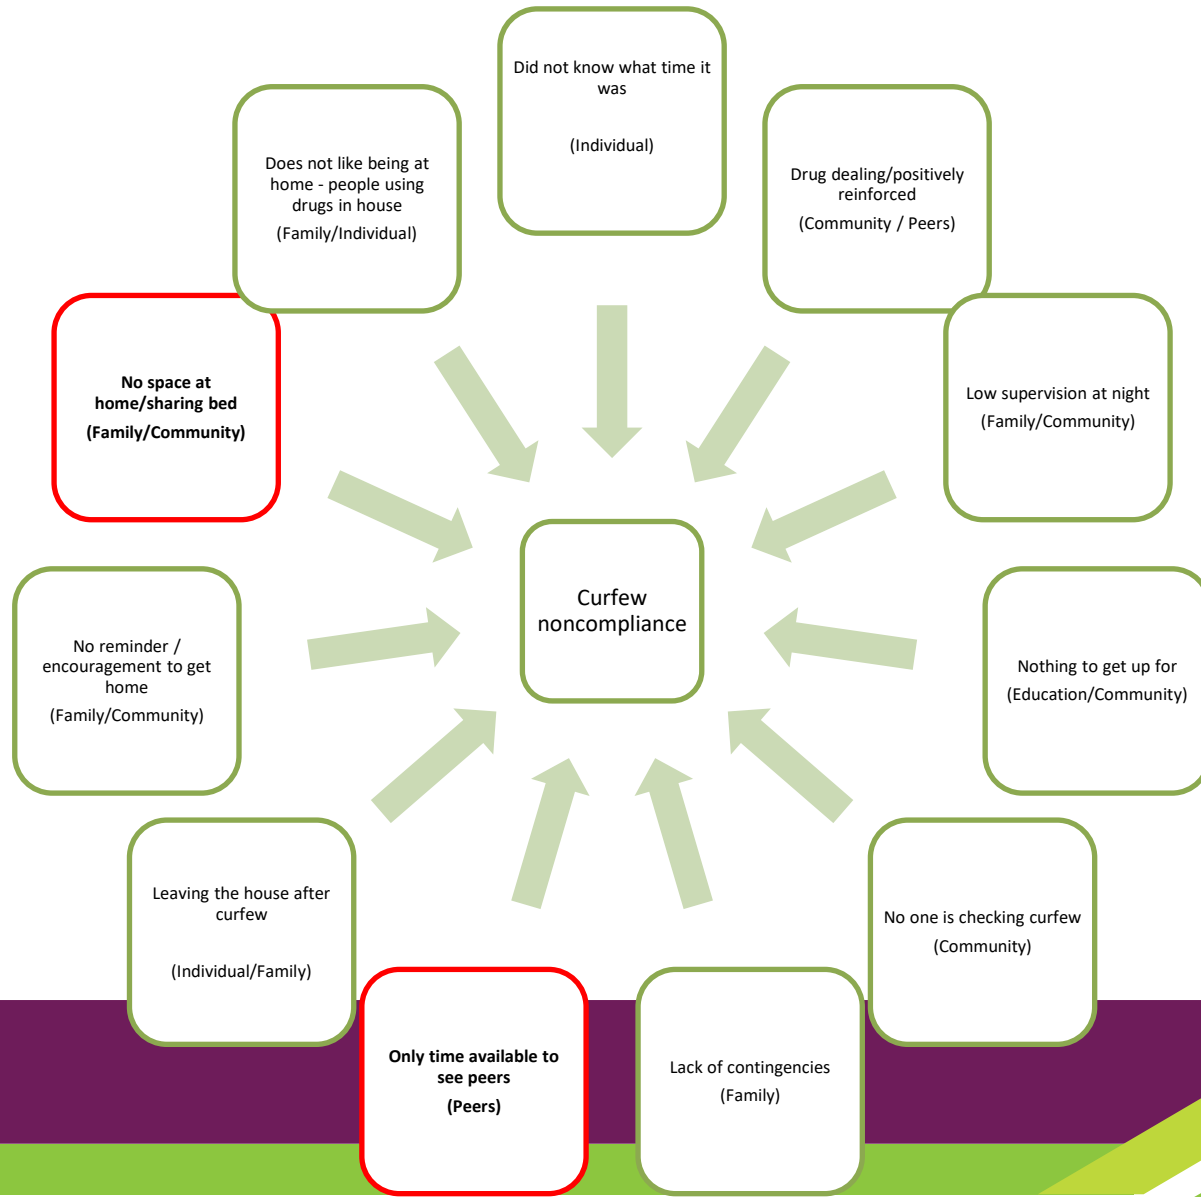 Did not know what time it
was
(Individual)
Drug dealing/positively
reinforced
(Community / Peers)
Low supervision at night
(Family/Community)
Nothing to get up for
(Education/Community)
No one is checking curfew
(Community)
Lack of contingencies
(Family)
Only time available to
see peers
(Peers)
Leaving the house after
curfew
(Individual/Family)
No reminder /
encouragement to get
home
(Family/Community)
No space at
home/sharing bed
(Family/Community)
Does not like being at
home - people using
drugs in house
(Family/Individual)
Curfew
noncompliance